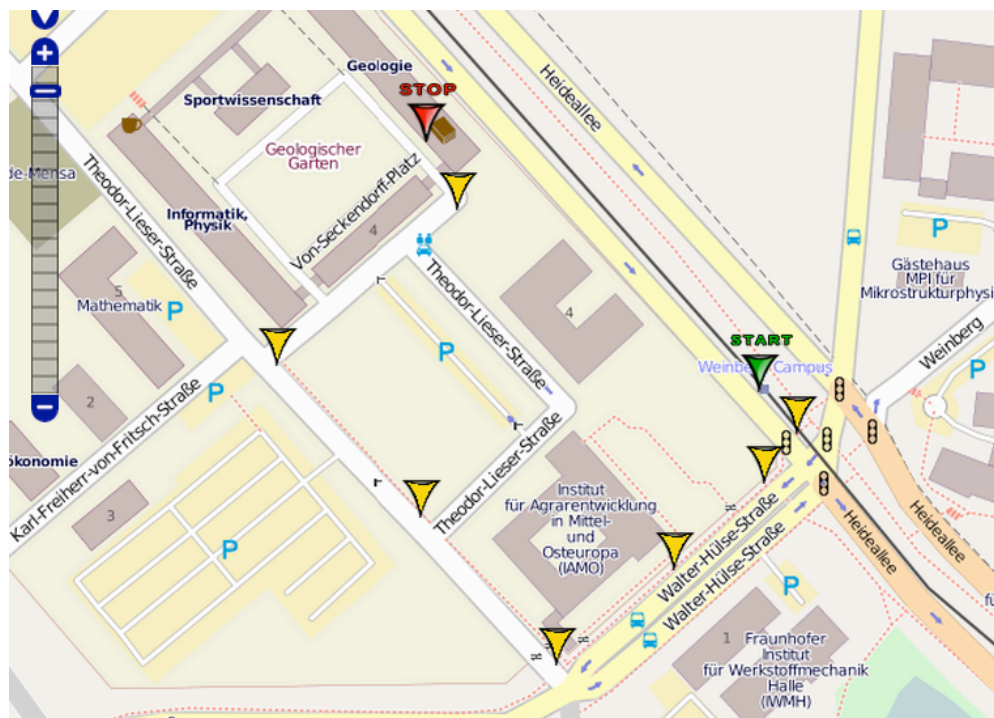 Geologie
Heideallee
STOP
Sportwissenschaft
Geologischer
Garten
de-Mensa
Theodor-Lieser-Straße
Von-Seckendorff-Platz
Informatik,
Physik
4
P
Gästehaus
MPI für
Mikrostrukturphysi
Theodor-Lieser-Straße
5
Mathematik
P
4
START
Weinberg Campus
Weinberg
P
P
2
P
Karl-Freiherr-von-Fritsch-Straße
ökonomie
3
P
Theodor-Lieser-Straße
Institut
für Agrarentwicklung
in Mittel-
und
Osteuropa
(IAMO)
Walter-Hülse-Straße
Walter-Hülse-Straße
Heideallee
Heideallee
P
1
Fraunhofer
Institut
für Werkstoffmechanik
Halle
(IWMH)